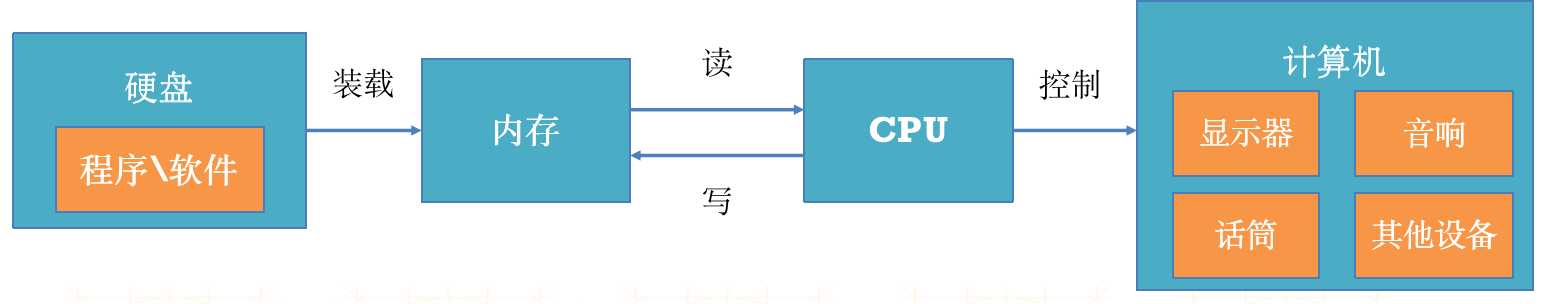 硬盘
程序\软件
装载
内存
读
写
CPU
控制
计算机
显示器
音响
话筒
其他设备